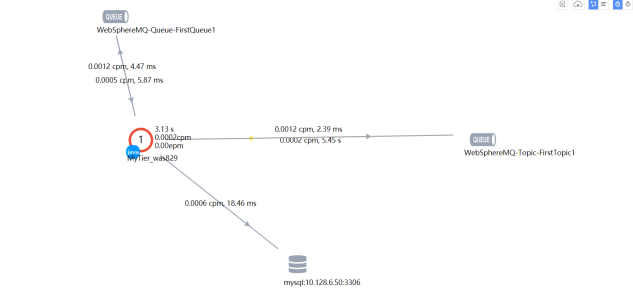 QUEUE
WebSphereMQ-Queue-FirstQueue1
0.0012 cpm, 4.47 ms
0.0005 cpm, 5.87 ms
1
3.13 s
0.0002cpm
0.00epm
java
MyTier_was829
0.0012 cpm, 2.39 ms
0.0002 cpm, 5.45 s
QUEUE
WebSphereMQ-Topic-FirstTopic1
0.0006 cpm, 18.46 ms
mysql:10.128.6.50:3306